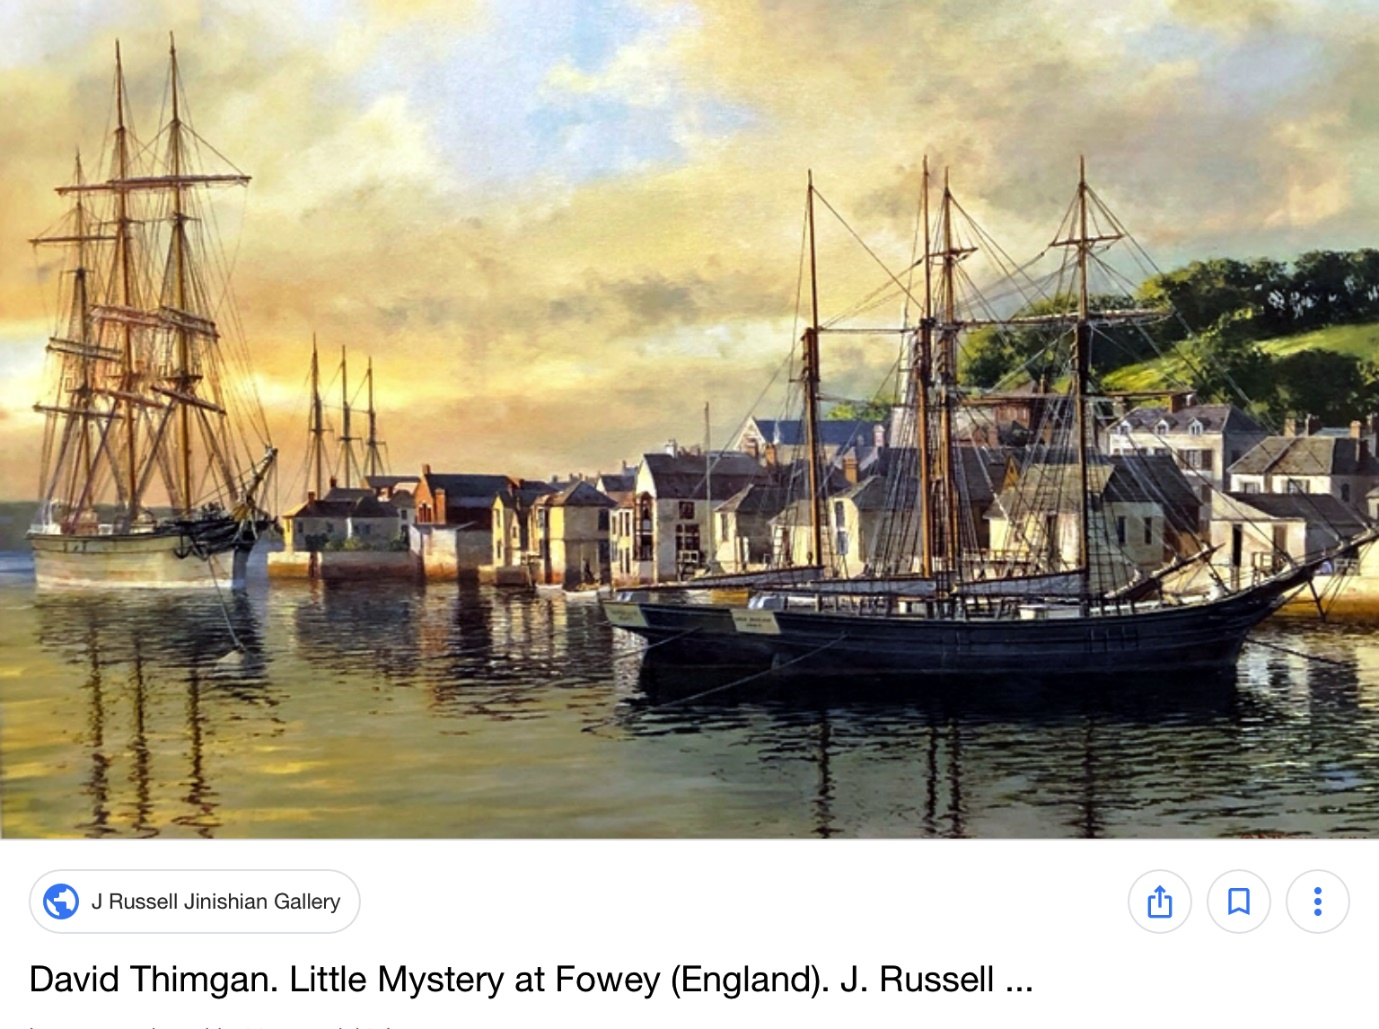 J Russell Jinishian Gallery
David Thimgan. Little Mystery at Fowey (England). J. Russell ...